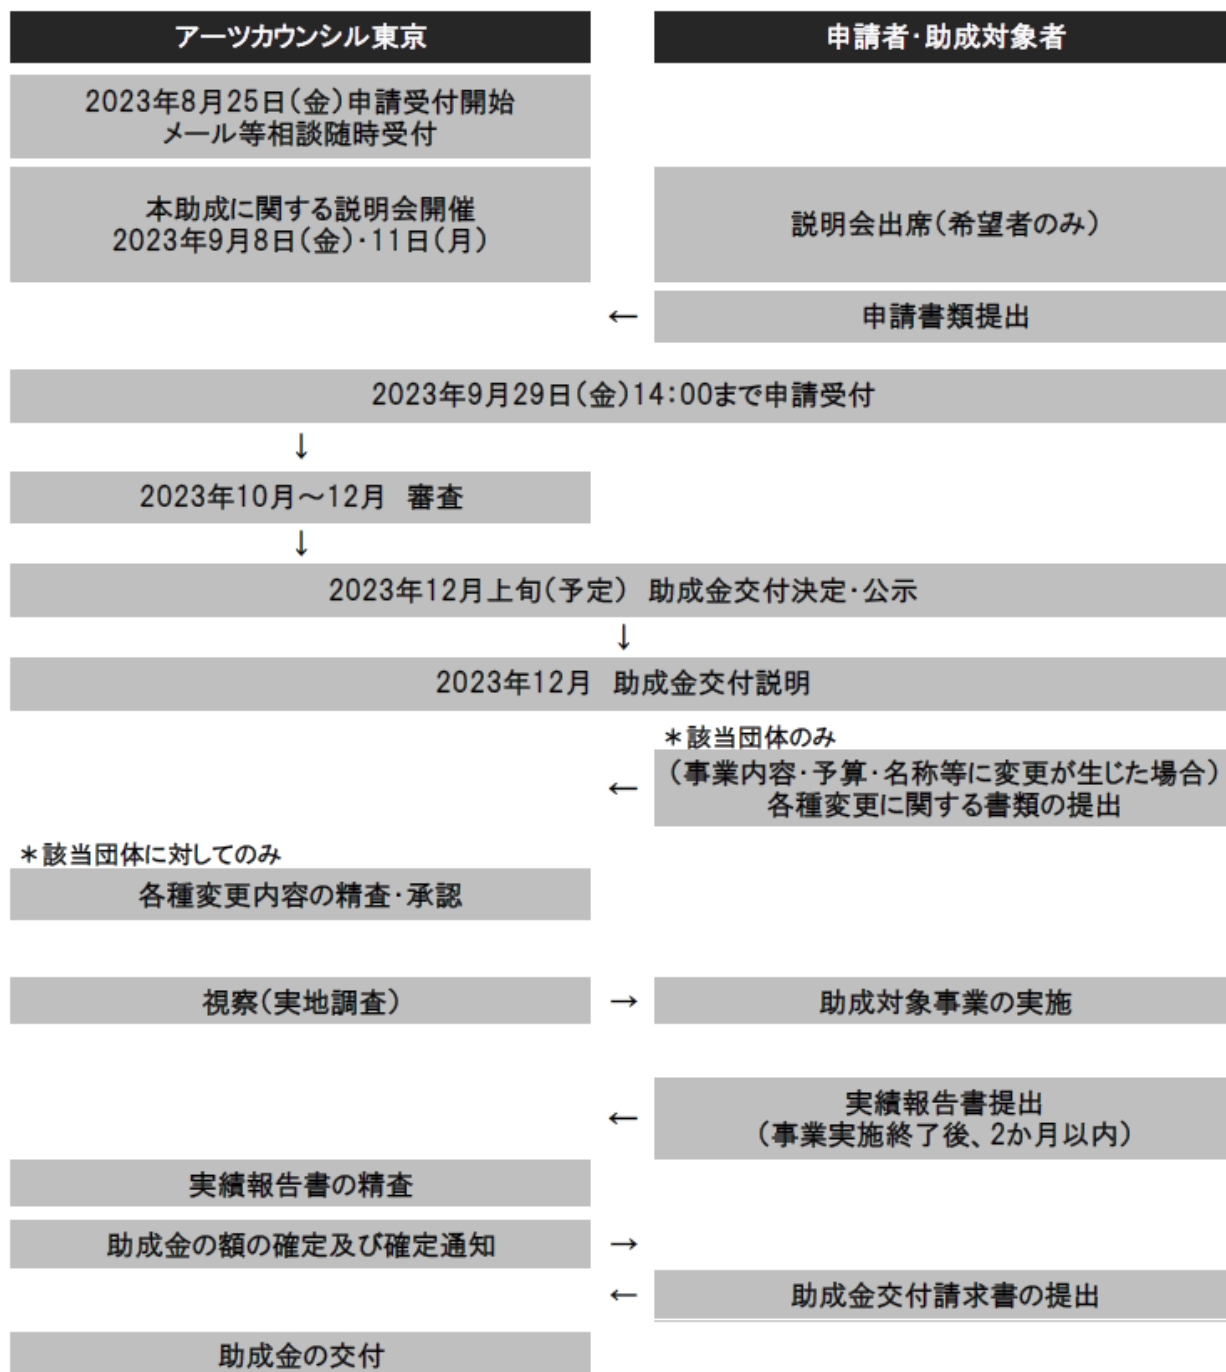 アーツカウンシル東京
申請者・助成対象者
2023年8月25日(金)申請受付開始
メール等相談随時受付
本助成に関する説明会開催
2023年9月8日(金)・11日(月)
説明会出席(希望者のみ)
← 申請書類提出
2023年9月29日(金)14:00まで申請受付
↓
2023年10月～12月 審査
↓
2023年12月上旬(予定) 助成金交付決定・公示
↓
2023年12月 助成金交付説明
＊該当団体のみ
← (事業内容・予算・名称等に変更が生じた場合)
各種変更に関する書類の提出
＊該当団体に対してのみ
各種変更内容の精査・承認
視察(実地調査) → 助成対象事業の実施
← 実績報告書提出
(事業実施終了後、2か月以内)
実績報告書の精査
助成金の額の確定及び確定通知 →
← 助成金交付請求書の提出
助成金の交付